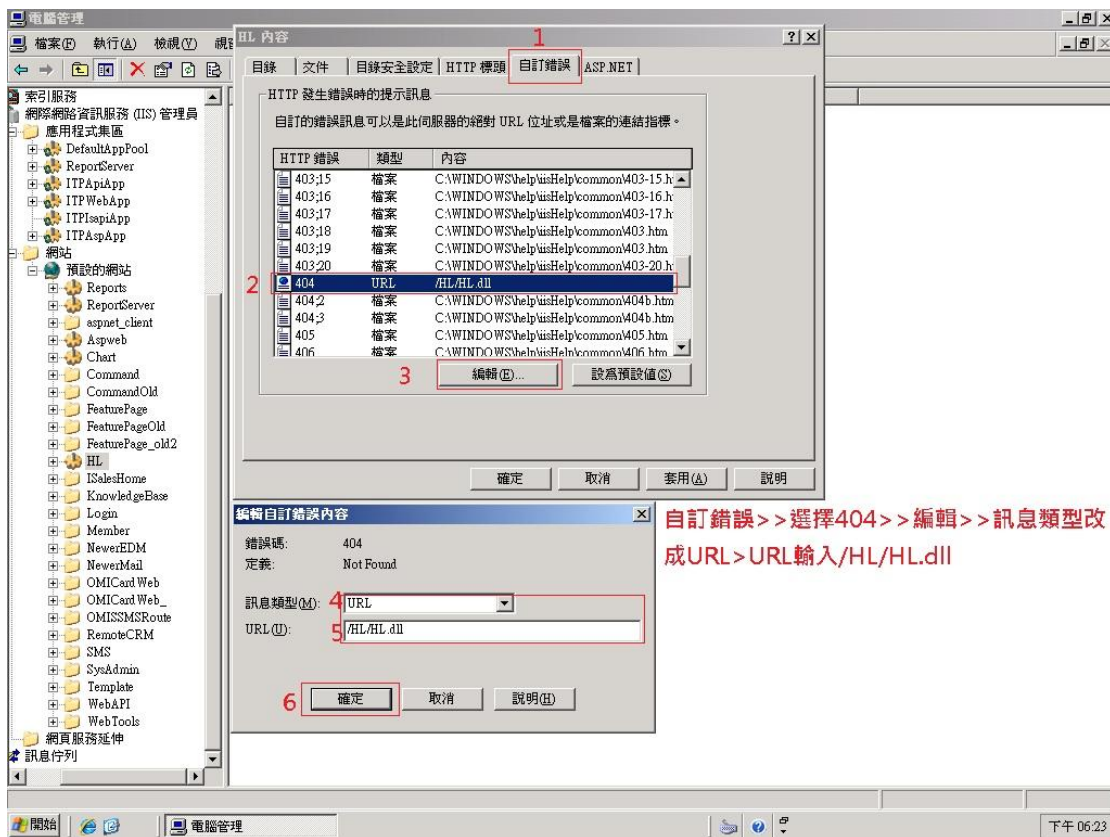 電腦管理
檔案(F) 執行(A) 檢視(V)
HL 內容
1
目錄 文件 目錄安全設定 HTTP 標頭 自訂錯誤 ASP.NET
HTTP 發生錯誤時的提示訊息
自訂的錯誤訊息可以是此伺服器的絕對 URL 位址或是檔案的連結指標。
HTTP 錯誤 類型 內容
403;15 檔案 C:\WINDOWS\help\iisHelp\common\403-15.h
403;16 檔案 C:\WINDOWS\help\iisHelp\common\403-16.h
403;17 檔案 C:\WINDOWS\help\iisHelp\common\403-17.h
403;18 檔案 C:\WINDOWS\help\iisHelp\common\403.htm
403;19 檔案 C:\WINDOWS\help\iisHelp\common\403.htm
403;20 檔案 C:\WINDOWS\help\iisHelp\common\403-20.h
2 404 URL /HL/HL.dll
404;2 檔案 C:\WINDOWS\help\iisHelp\common\404b.htm
404;3 檔案 C:\WINDOWS\help\iisHelp\common\404b.htm
405 檔案 C:\WINDOWS\help\iisHelp\common\405.htm
406 檔案 C:\WINDOWS\help\iisHelp\common\406.htm
3 編輯(E)... 設為預設值(S)
確定 取消 套用(A) 說明
索引服務
網際網路資訊服務 (IIS) 管理員
應用程式集區
DefaultAppPool
ReportServer
ITPApiApp
ITPWebApp
ITPIsapiApp
ITPAspApp
網站
預設的網站
Reports
ReportServer
aspnet_client
Aspweb
Chart
Command
CommandOld
FeaturePage
FeaturePageOld
FeaturePage_old2
HL
ISalesHome
KnowledgeBase
Login
Member
NewerEDM
NewerMail
OMICardWeb
OMICardWeb_
OMISSMSRoute
RemoteCRM
SMS
SysAdmin
Template
WebAPI
WebTools
網頁服務延伸
訊息佇列
編輯自訂錯誤內容
錯誤碼: 404
定義: Not Found
訊息類型(M): 4 URL
URL(U): 5 /HL/HL.dll
6 確定 取消 說明(H)
自訂錯誤>>選擇404>>編輯>>訊息類型改
成URL>URL輸入/HL/HL.dll
開始 電腦管理 下午 06:23